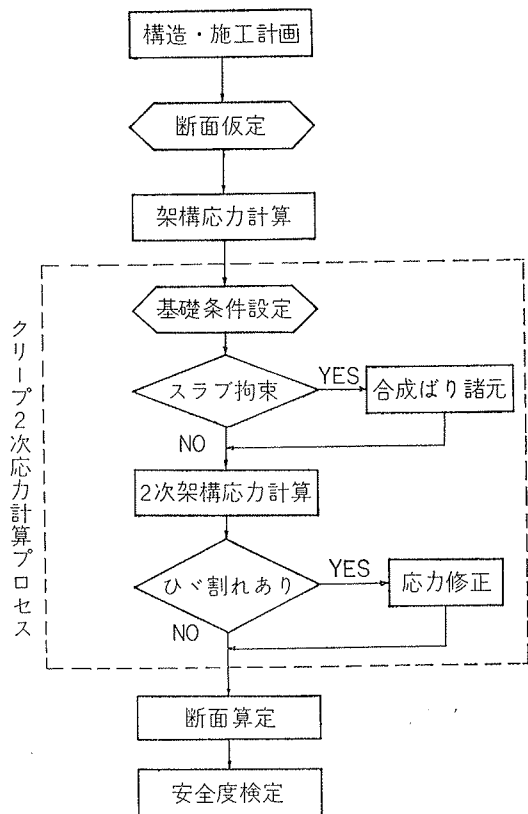 構造・施工計画
断面仮定
架構応力計算
クリープ2次応力計算プロセス
基礎条件設定
スラブ拘束
YES
合成ばり諸元
NO
2次架構応力計算
ひび割れあり
YES
応力修正
NO
断面算定
安全度検定